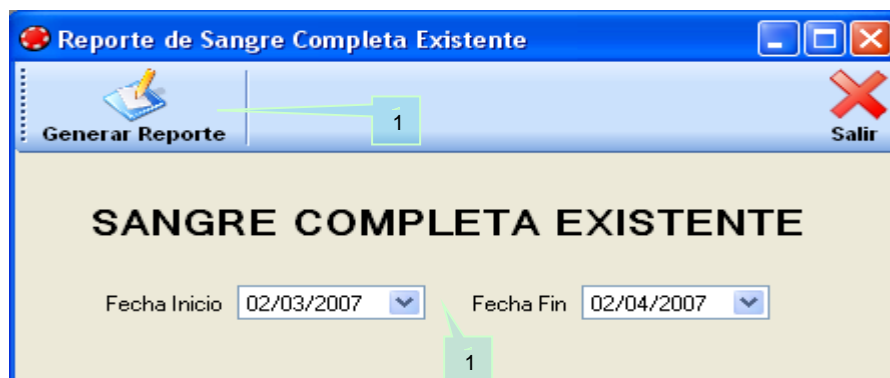 Reporte de Sangre Completa Existente
1
Generar Reporte
Salir
SANGRE COMPLETA EXISTENTE
Fecha Inicio 02/03/2007 Fecha Fin 02/04/2007
1